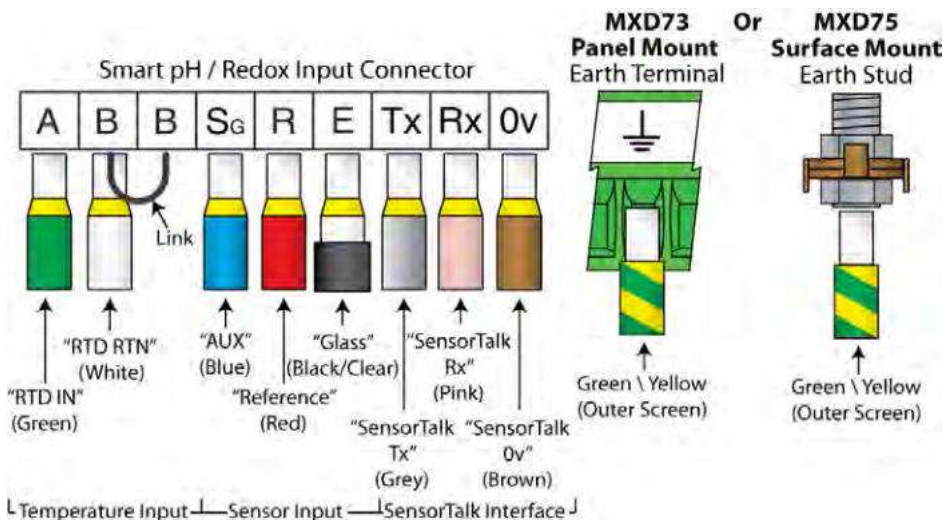 MXD73 Or MXD75
Panel Mount Surface Mount
Earth Terminal Earth Stud
Smart pH / Redox Input Connector
A B B SG R E Tx Rx 0v
Link
"RTD RTN"
(White)
"RTD IN"
(Green)
"AUX"
(Blue)
"Reference"
(Red)
"Glass"
(Black/Clear)
"SensorTalk
Tx"
(Grey)
"SensorTalk
Rx"
(Pink)
"SensorTalk
0v"
(Brown)
Green \ Yellow
(Outer Screen)
Green \ Yellow
(Outer Screen)
Temperature Input Sensor Input SensorTalk Interface